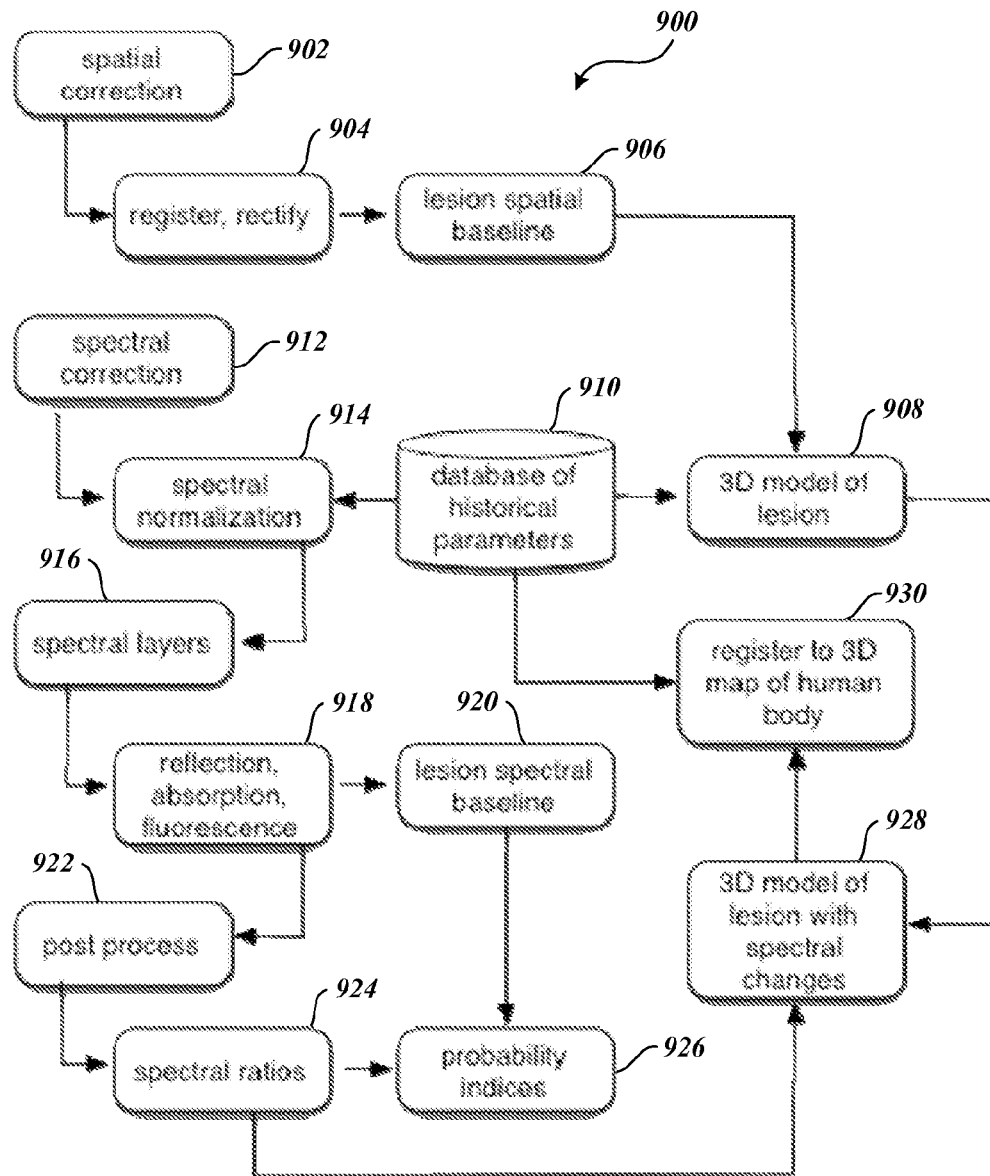 900
902
spatial
correction
904
register, rectify
906
lesion spatial
baseline
912
spectral
correction
914
spectral
normalization
910
database of
historical
parameters
908
3D model of
lesion
916
spectral layers
930
register to 3D
map of human
body
918
reflection,
absorption,
fluorescence
920
lesion spectral
baseline
922
post process
928
3D model of
lesion with
spectral
changes
924
spectral ratios
926
probability
indices